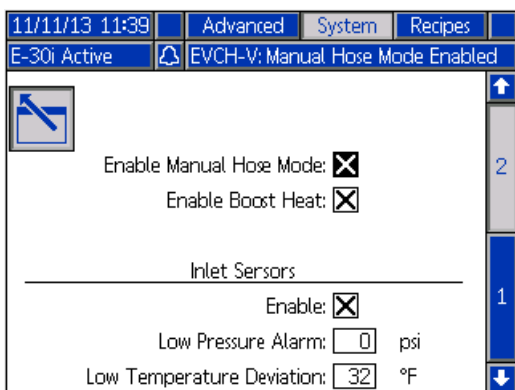 11/11/13 11:39 Advanced System Recipes
E-30i Active EVCH-V: Manual Hose Mode Enabled
Enable Manual Hose Mode:
2
Enable Boost Heat:
Inlet Sensors
Enable:
1
Low Pressure Alarm: 0 psi
Low Temperature Deviation: 32 °F